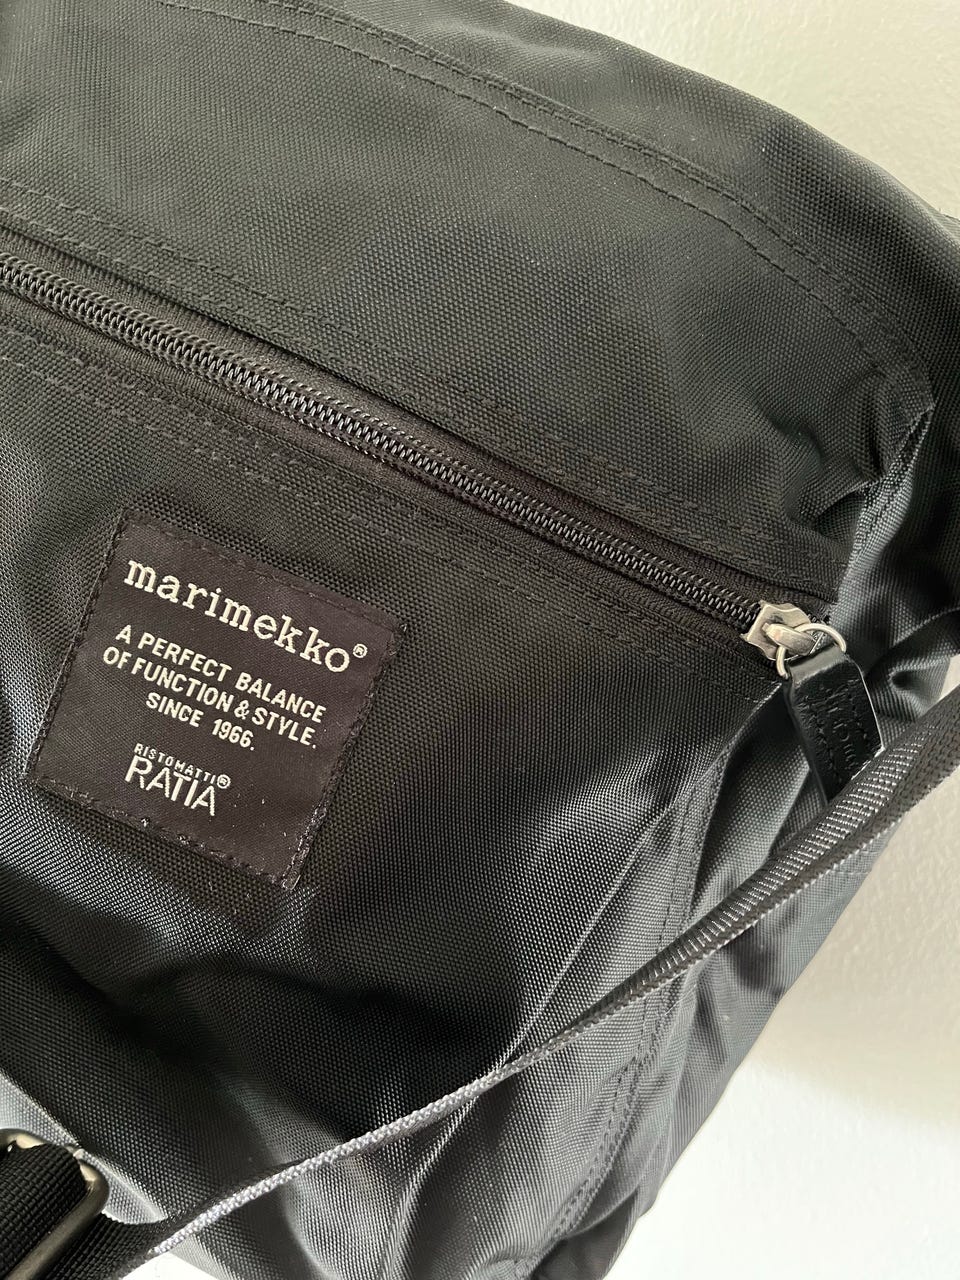 marimekko®
A PERFECT BALANCE
OF FUNCTION & STYLE.
SINCE 1966.
RISTOMATTI
RATIA®